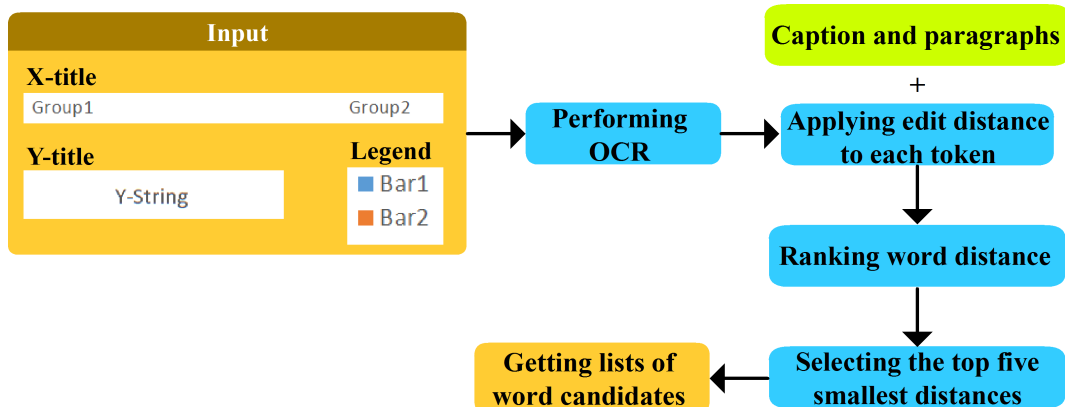 Input
X-title
Group1 Group2
Y-title
Y-String
Legend
Bar1
Bar2
Performing
OCR
Caption and paragraphs
+
Applying edit distance
to each token
Ranking word distance
Selecting the top five
smallest distances
Getting lists of
word candidates